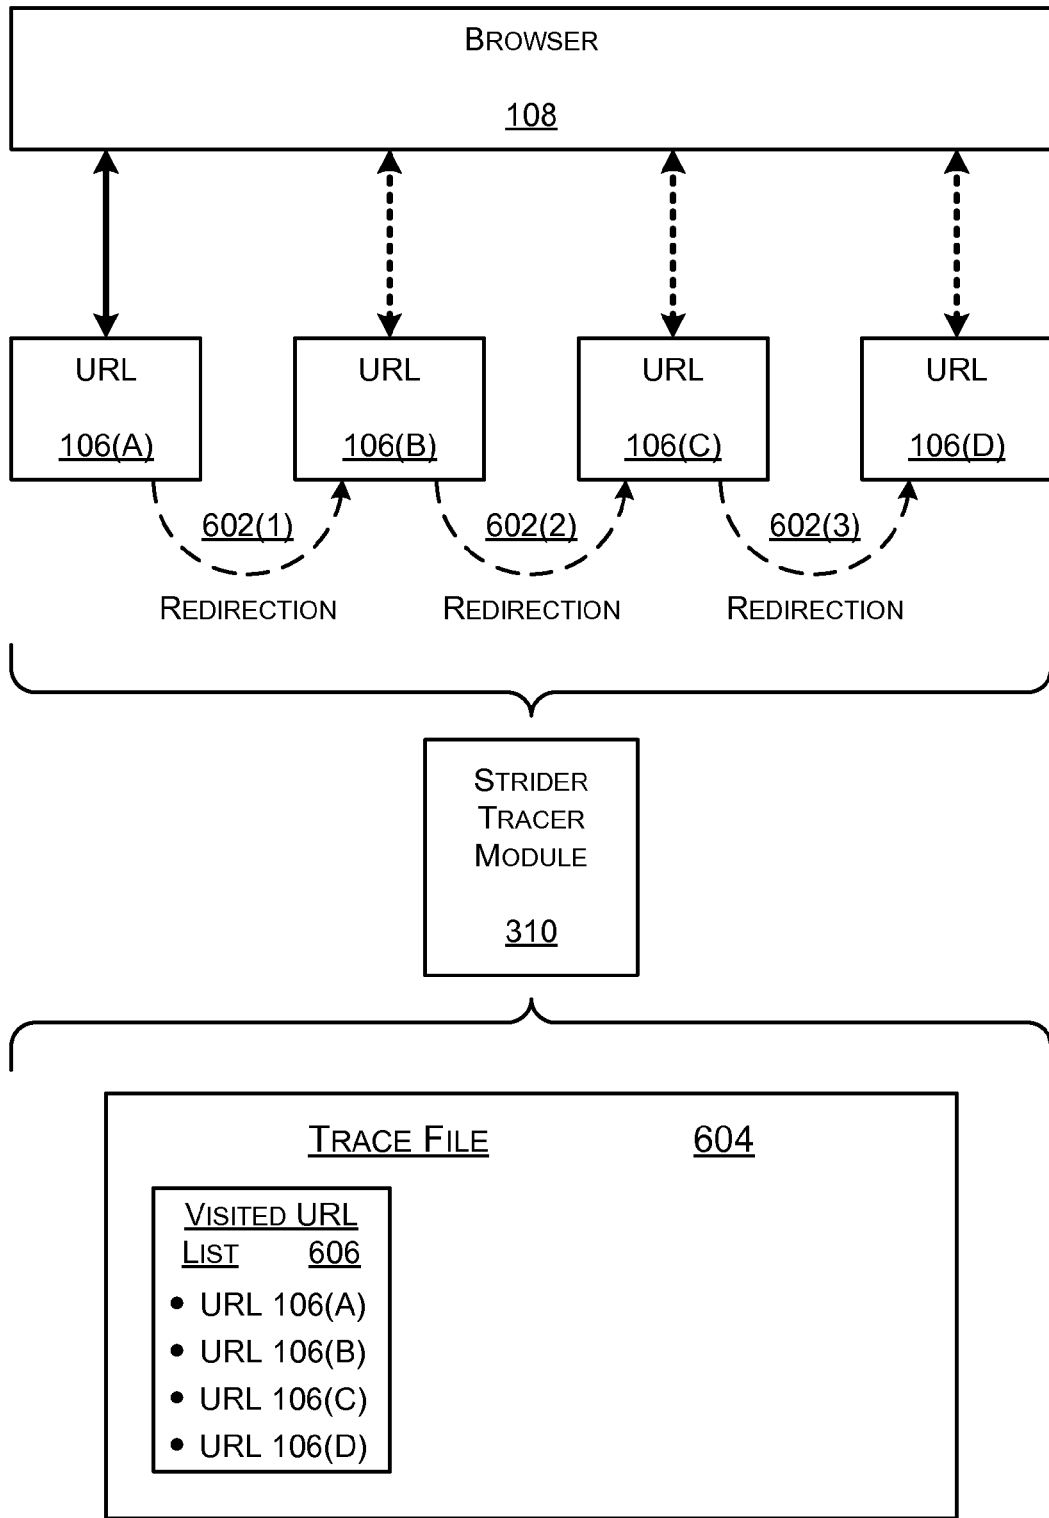 BROWSER
108
URL URL URL URL
106(A) 106(B) 106(C) 106(D)
602(1) 602(2) 602(3)
REDIRECTION REDIRECTION REDIRECTION
STRIDER
TRACER
MODULE
310
TRACE FILE 604
VISITED URL
LIST 606
• URL 106(A)
• URL 106(B)
• URL 106(C)
• URL 106(D)